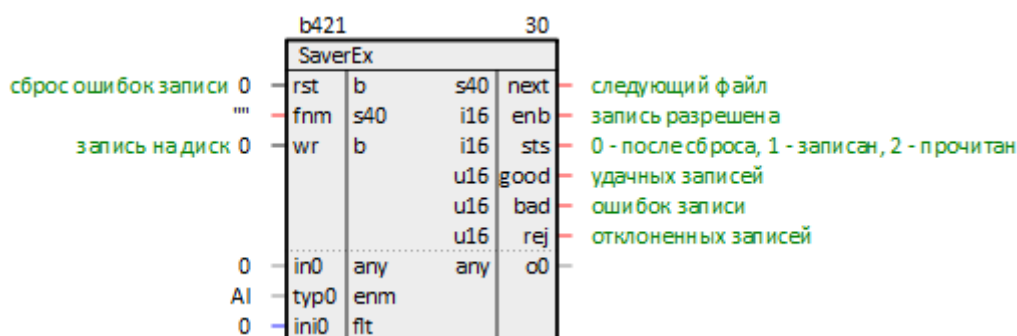 b421 30
SaverEx
сброс ошибок записи 0 rst b s40 next следующий файл
"" fnm s40 i16 enb запись разрешена
запись на диск 0 wr b i16 sts 0 - после сброса, 1 - записан, 2 - прочитан
u16 good удачных записей
u16 bad ошибок записи
u16 rej отклоненных записей
0 in0 any any o0
AI typ0 enm
0 ini0 flt